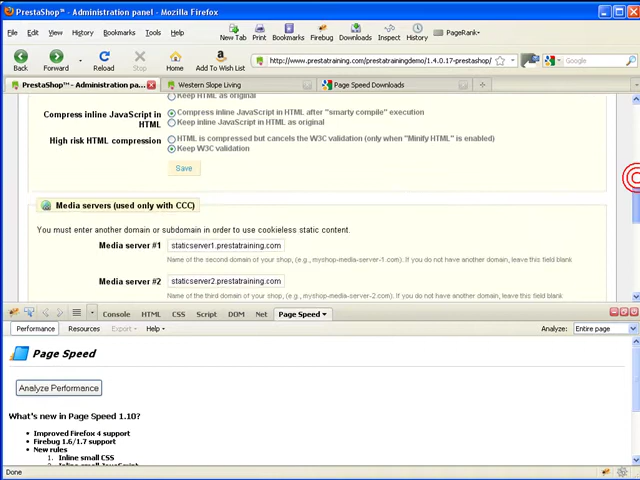 PrestaShop™ - Administration panel - Mozilla Firefox
File Edit View History Bookmarks
New Tab Print Bookmarks Firebug Downloads Inspect History PageRank
Back Forward Reload Stop Home Add To Wish List
http://www.prestatraining.com/prestatrainingdemo/1.4.0.17-prestashop/ Google
PrestaShop™ - Administration pan... Western Slope Living Page Speed Downloads
Keep HTML as original
Compress inline JavaScript in HTML
Compress inline JavaScript in HTML after "smarty compile" execution
Keep inline JavaScript in HTML as original
High risk HTML compression
HTML is compressed but cancels the W3C validation (only when "Minify HTML" is enabled)
Keep W3C validation
Save
Media servers (used only with CCC)
You must enter another domain or subdomain in order to use cookieless static content.
Media server #1 staticserver1.prestatraining.com
Name of the second domain of your shop, (e.g., myshop-media-server-1.com). If you do not have another domain, leave this field blank
Media server #2 staticserver2.prestatraining.com
Name of the third domain of your shop, (e.g., myshop-media-server-2.com). If you do not have another domain, leave this field blank
Console HTML CSS Script DOM Net Page Speed
Performance Resources Export Help Analyze: Entire page
Page Speed
Analyze Performance
What's new in Page Speed 1.10?
Improved Firefox 4 support
Firebug 1.6/1.7 support
New rules
1. Inline small CSS
2. Inline small JavaScript
Done